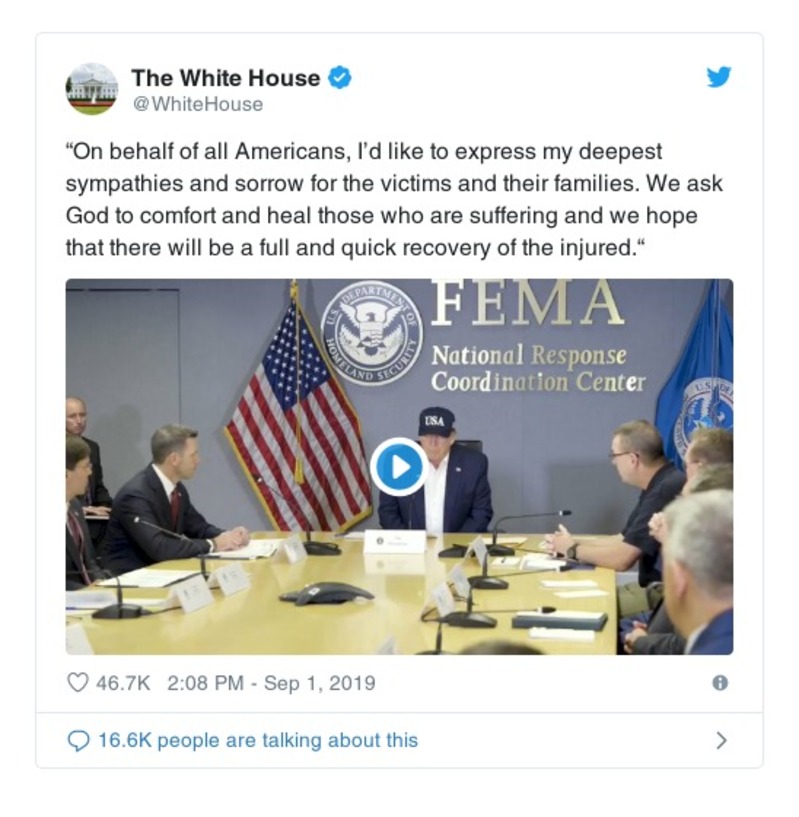 The White House
@WhiteHouse
“On behalf of all Americans, I’d like to express my deepest
sympathies and sorrow for the victims and their families. We ask
God to comfort and heal those who are suffering and we hope
that there will be a full and quick recovery of the injured.“
U.S. DEPARTMENT OF
HOMELAND SECURITY
FEMA
National Response
Coordination Center
USA
46.7K 2:08 PM - Sep 1, 2019
16.6K people are talking about this